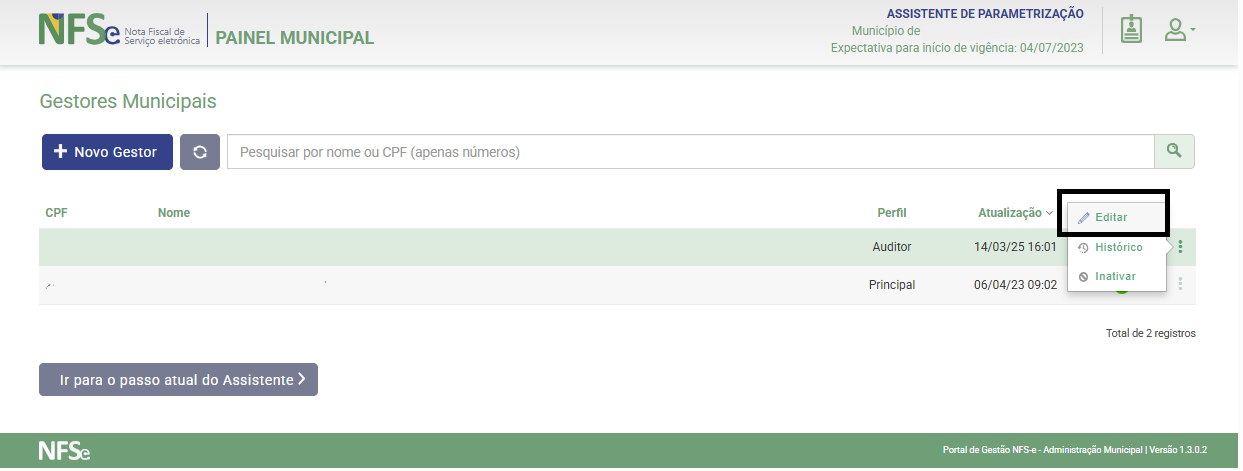 NFSe Nota Fiscal de
Serviço eletrônica
PAINEL MUNICIPAL
ASSISTENTE DE PARAMETRIZAÇÃO
Município de
Expectativa para início de vigência: 04/07/2023
Gestores Municipais
+ Novo Gestor
Pesquisar por nome ou CPF (apenas números)
CPF Nome Perfil Atualização
Editar
Auditor 14/03/25 16:01
Histórico
Inativar
Principal 06/04/23 09:02
Total de 2 registros
Ir para o passo atual do Assistente >
NFSe
Portal de Gestão NFS-e - Administração Municipal | Versão 1.3.0.2